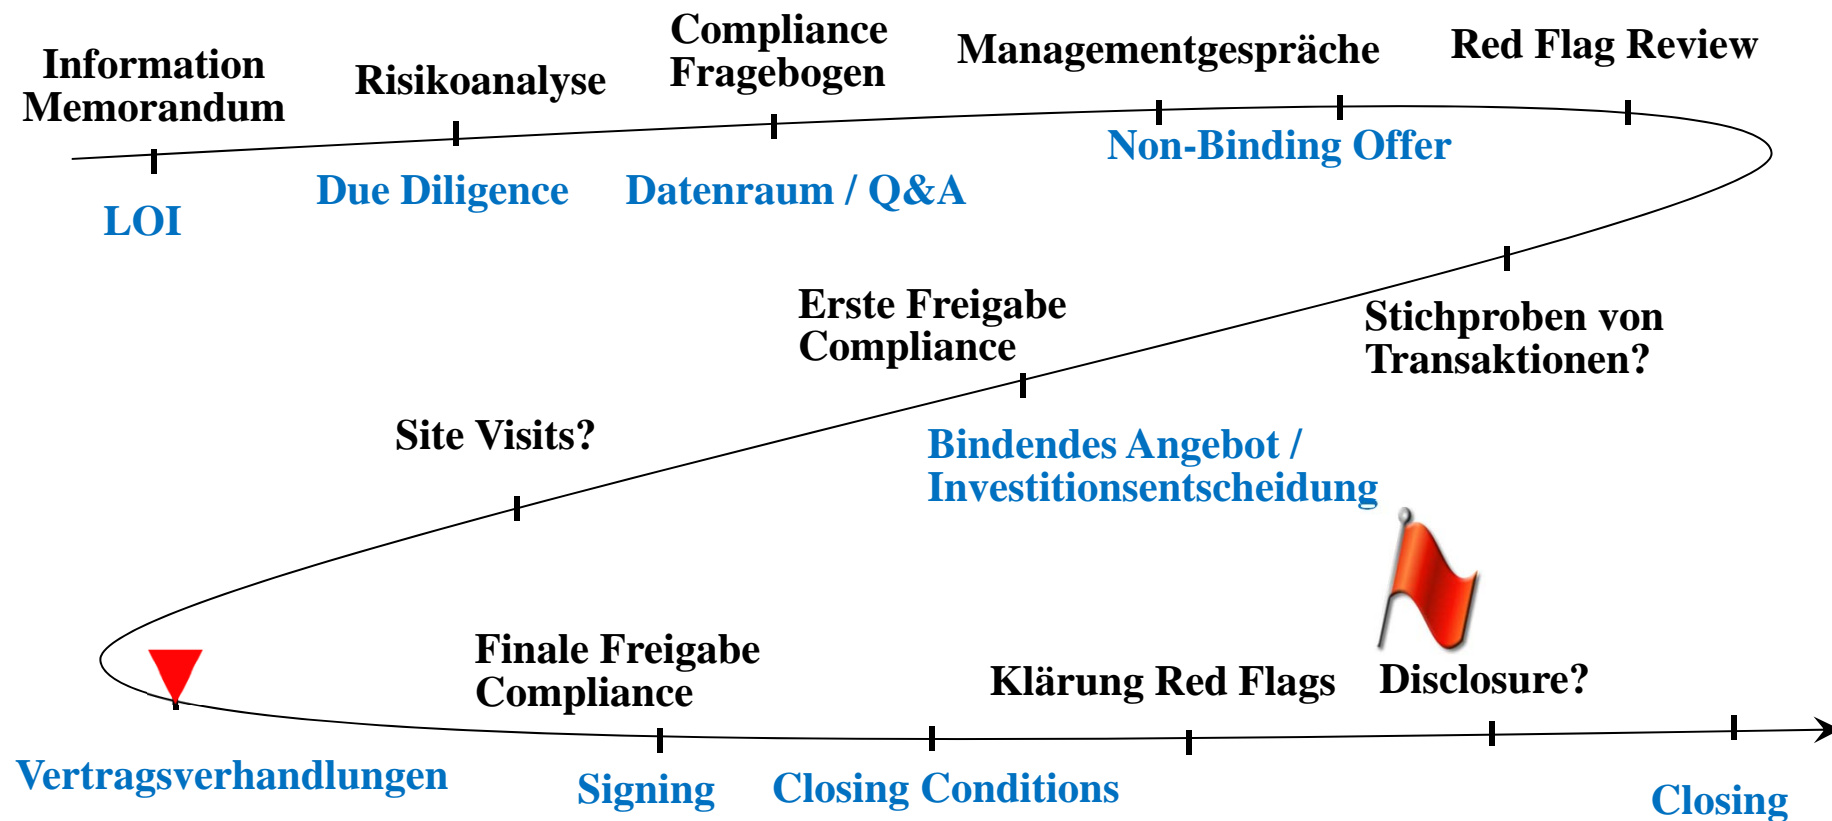 Information
Memorandum
Risikoanalyse
Compliance
Fragebogen
Managementgespräche
Red Flag Review
LOI
Due Diligence
Datenraum / Q&A
Non-Binding Offer
Erste Freigabe
Compliance
Stichproben von
Transaktionen?
Site Visits?
Bindendes Angebot /
Investitionsentscheidung
Finale Freigabe
Compliance
Klärung Red Flags
Disclosure?
Vertragsverhandlungen
Signing
Closing Conditions
Closing